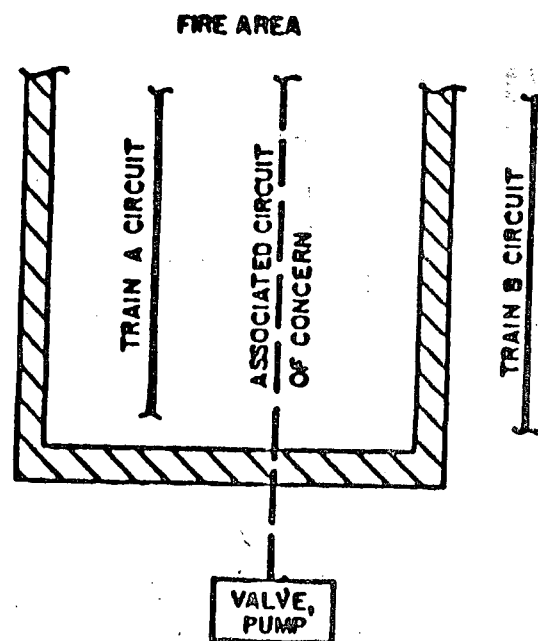 FIRE AREA
TRAIN A CIRCUIT
ASSOCIATED CIRCUIT
OF CONCERN
TRAIN B CIRCUIT
VALVE,
PUMP